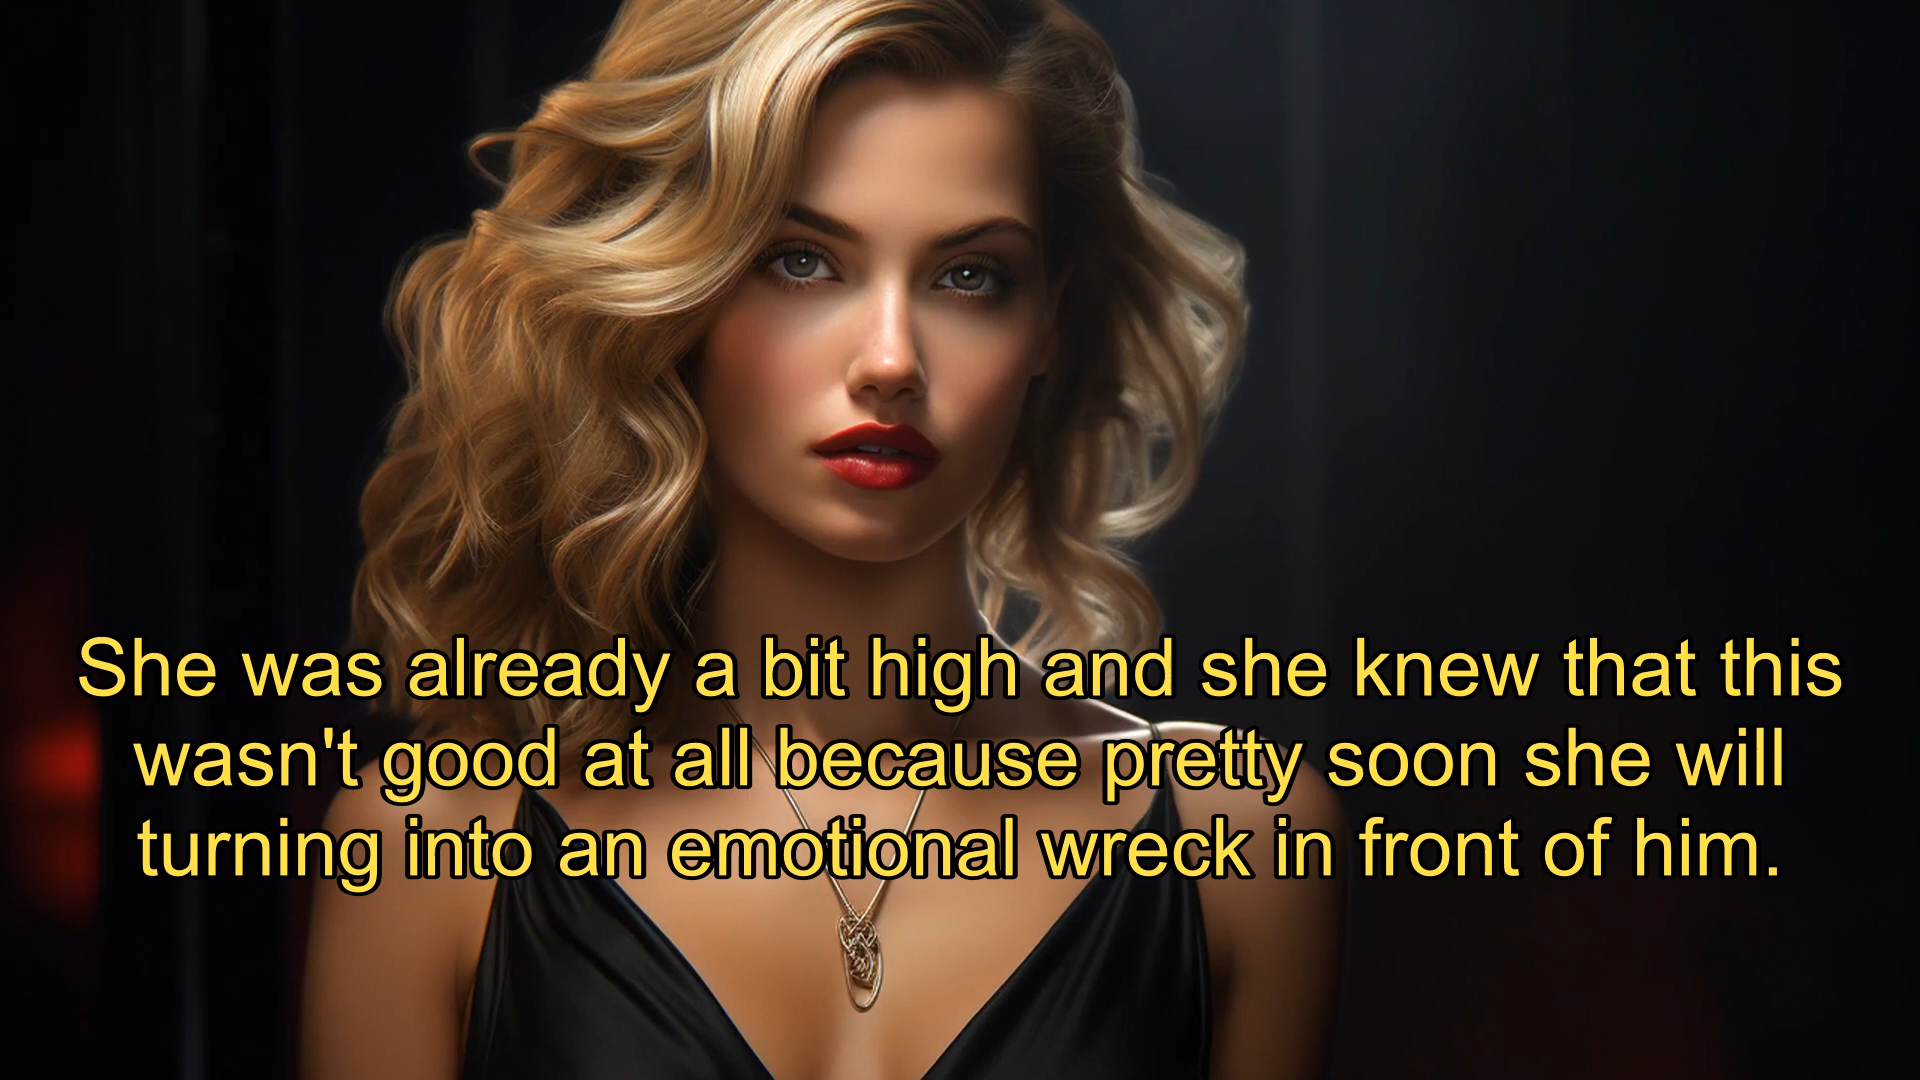 She was already a bit high and she knew that this
wasn't good at all because pretty soon she will
turning into an emotional wreck in front of him.